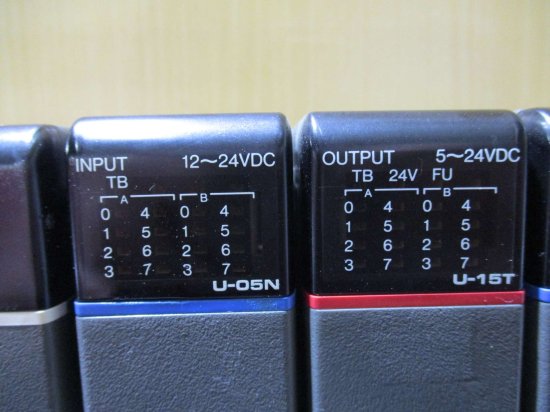 INPUT 12~24VDC
TB
A B
0 4 0 4
1 5 1 5
2 6 2 6
3 7 3 7
U-05N
OUTPUT 5~24VDC
TB 24V FU
A B
0 4 0 4
1 5 1 5
2 6 2 6
3 7 3 7
U-15T